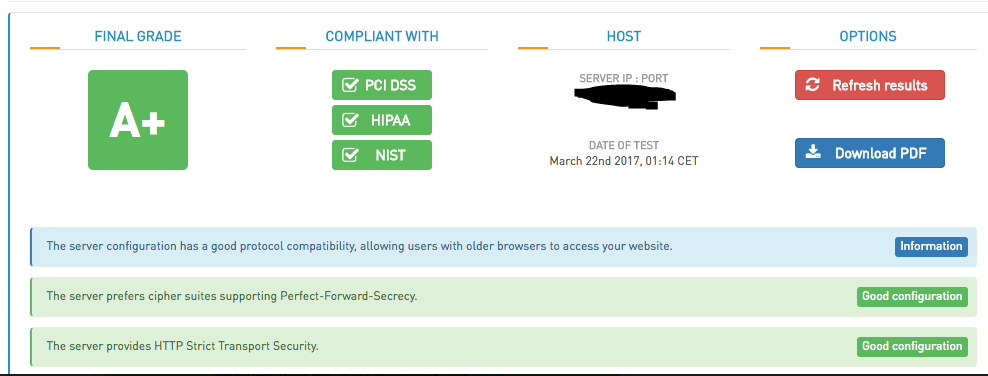 FINAL GRADE
COMPLIANT WITH
HOST
OPTIONS
A+
PCI DSS
HIPAA
NIST
SERVER IP : PORT
DATE OF TEST
March 22nd 2017, 01:14 CET
Refresh results
Download PDF
The server configuration has a good protocol compatibility, allowing users with older browsers to access your website.
Information
The server prefers cipher suites supporting Perfect-Forward-Secrecy.
Good configuration
The server provides HTTP Strict Transport Security.
Good configuration